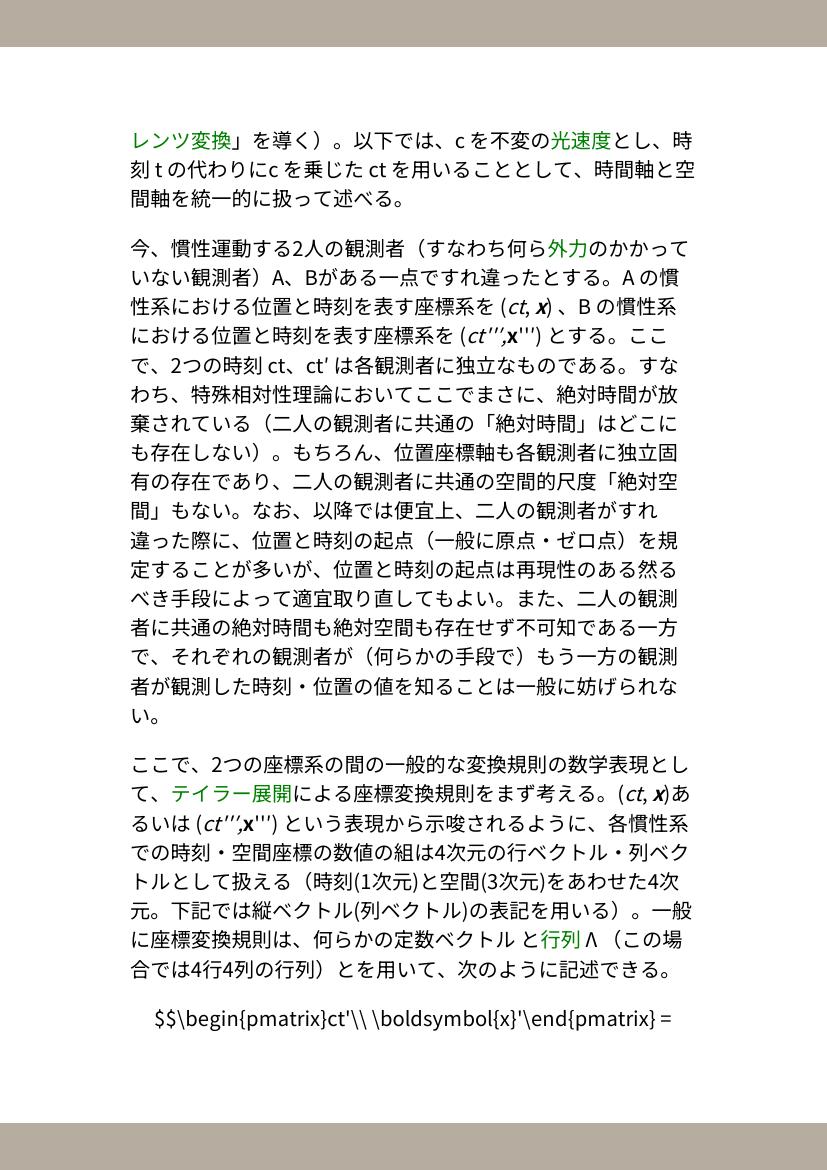 レンツ変換」を導く）。以下では、c を不変の光速度とし、時
刻 t の代わりにc を乗じた ct を用いることとして、時間軸と空
間軸を統一的に扱って述べる。
今、慣性運動する2人の観測者（すなわち何ら外力のかかって
いない観測者）A、Bがある一点ですれ違ったとする。A の慣
性系における位置と時刻を表す座標系を (ct, x) 、B の慣性系
における位置と時刻を表す座標系を (ct''',x''') とする。ここ
で、2つの時刻 ct、ct′ は各観測者に独立なものである。すな
わち、特殊相対性理論においてここでまさに、絶対時間が放
棄されている（二人の観測者に共通の「絶対時間」はどこに
も存在しない）。もちろん、位置座標軸も各観測者に独立固
有の存在であり、二人の観測者に共通の空間的尺度「絶対空
間」もない。なお、以降では便宜上、二人の観測者がすれ
違った際に、位置と時刻の起点（一般に原点・ゼロ点）を規
定することが多いが、位置と時刻の起点は再現性のある然る
べき手段によって適宜取り直してもよい。また、二人の観測
者に共通の絶対時間も絶対空間も存在せず不可知である一方
で、それぞれの観測者が（何らかの手段で）もう一方の観測
者が観測した時刻・位置の値を知ることは一般に妨げられな
い。
ここで、2つの座標系の間の一般的な変換規則の数学表現とし
て、テイラー展開による座標変換規則をまず考える。(ct, x)あ
るいは (ct''',x''') という表現から示唆されるように、各慣性系
での時刻・空間座標の数値の組は4次元の行ベクトル・列ベク
トルとして扱える（時刻(1次元)と空間(3次元)をあわせた4次
元。下記では縦ベクトル(列ベクトル)の表記を用いる）。一般
に座標変換規則は、何らかの定数ベクトル と行列 Λ （この場
合では4行4列の行列）とを用いて、次のように記述できる。
$$\begin{pmatrix}ct'\\ \boldsymbol{x}'\end{pmatrix} =